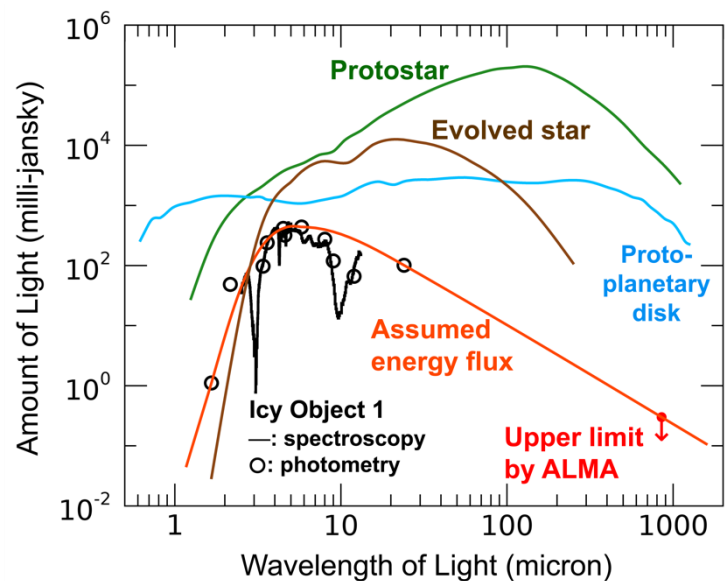 Amount of Light (milli-jansky)
10^6
10^4
10^2
10^0
10^-2
Protostar
Evolved star
Proto-
planetary
disk
Assumed
energy flux
Icy Object 1
—: spectroscopy
O: photometry
Upper limit
by ALMA
1
10
100
1000
Wavelength of Light (micron)